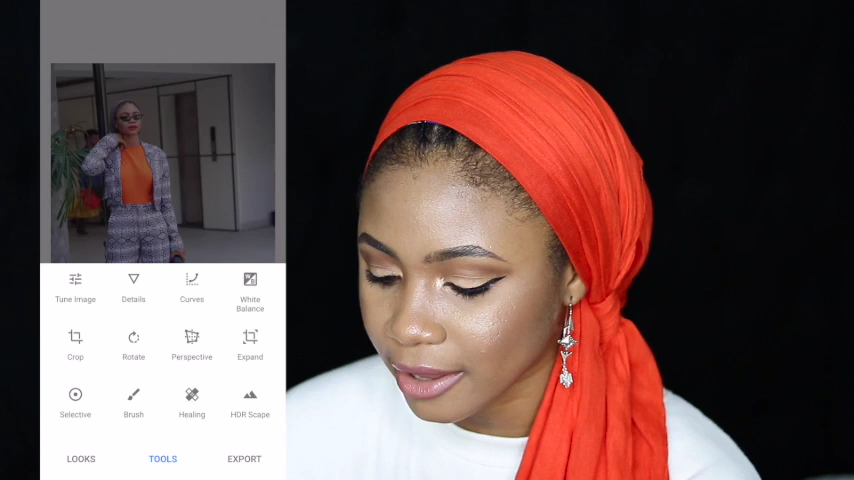 Tune Image
Details
Curves
White
Balance
Crop
Rotate
Perspective
Expand
Selective
Brush
Healing
HDR Scape
LOOKS
TOOLS
EXPORT